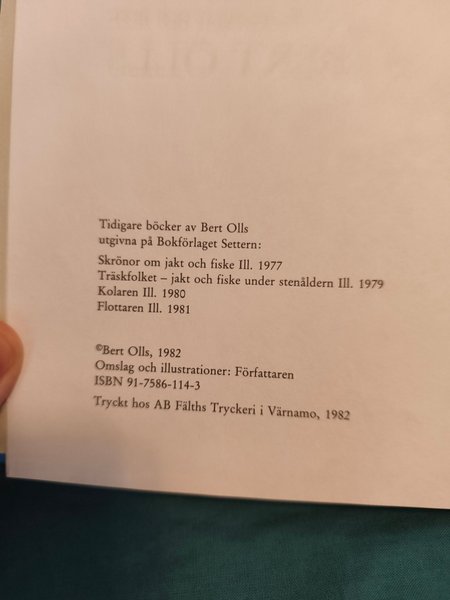 Tidigare böcker av Bert Olls
utgivna på Bokförlaget Settern:
Skrönor om jakt och fiske Ill. 1977
Träskfolket – jakt och fiske under stenåldern Ill. 1979
Kolaren Ill. 1980
Flottaren Ill. 1981
©Bert Olls, 1982
Omslag och illustrationer: Författaren
ISBN 91-7586-114-3
Tryckt hos AB Fälths Tryckeri i Värnamo, 1982